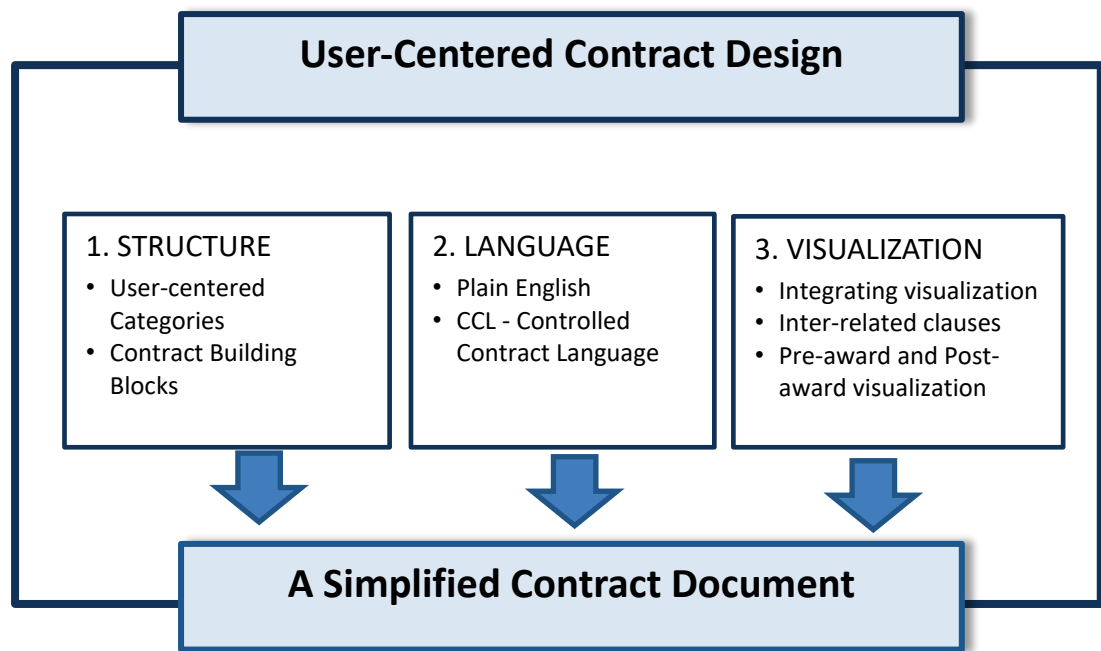 User-Centered Contract Design
1. STRUCTURE
• User-centered
Categories
• Contract Building
Blocks
2. LANGUAGE
• Plain English
• CCL - Controlled
Contract Language
3. VISUALIZATION
• Integrating visualization
• Inter-related clauses
• Pre-award and Post-
award visualization
A Simplified Contract Document